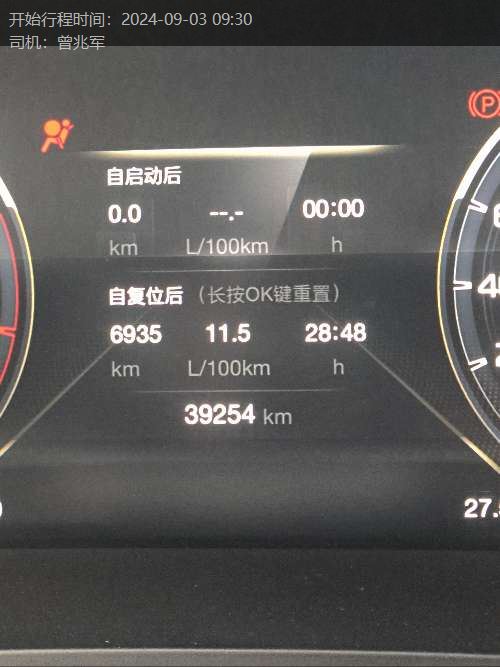 开始行程时间：2024-09-03 09:30
司机：曾兆军
P
自启动后
0.0 --.- 00:00
km L/100km h
自复位后（长按OK键重置）
6935 11.5 28:48
km L/100km h
39254 km